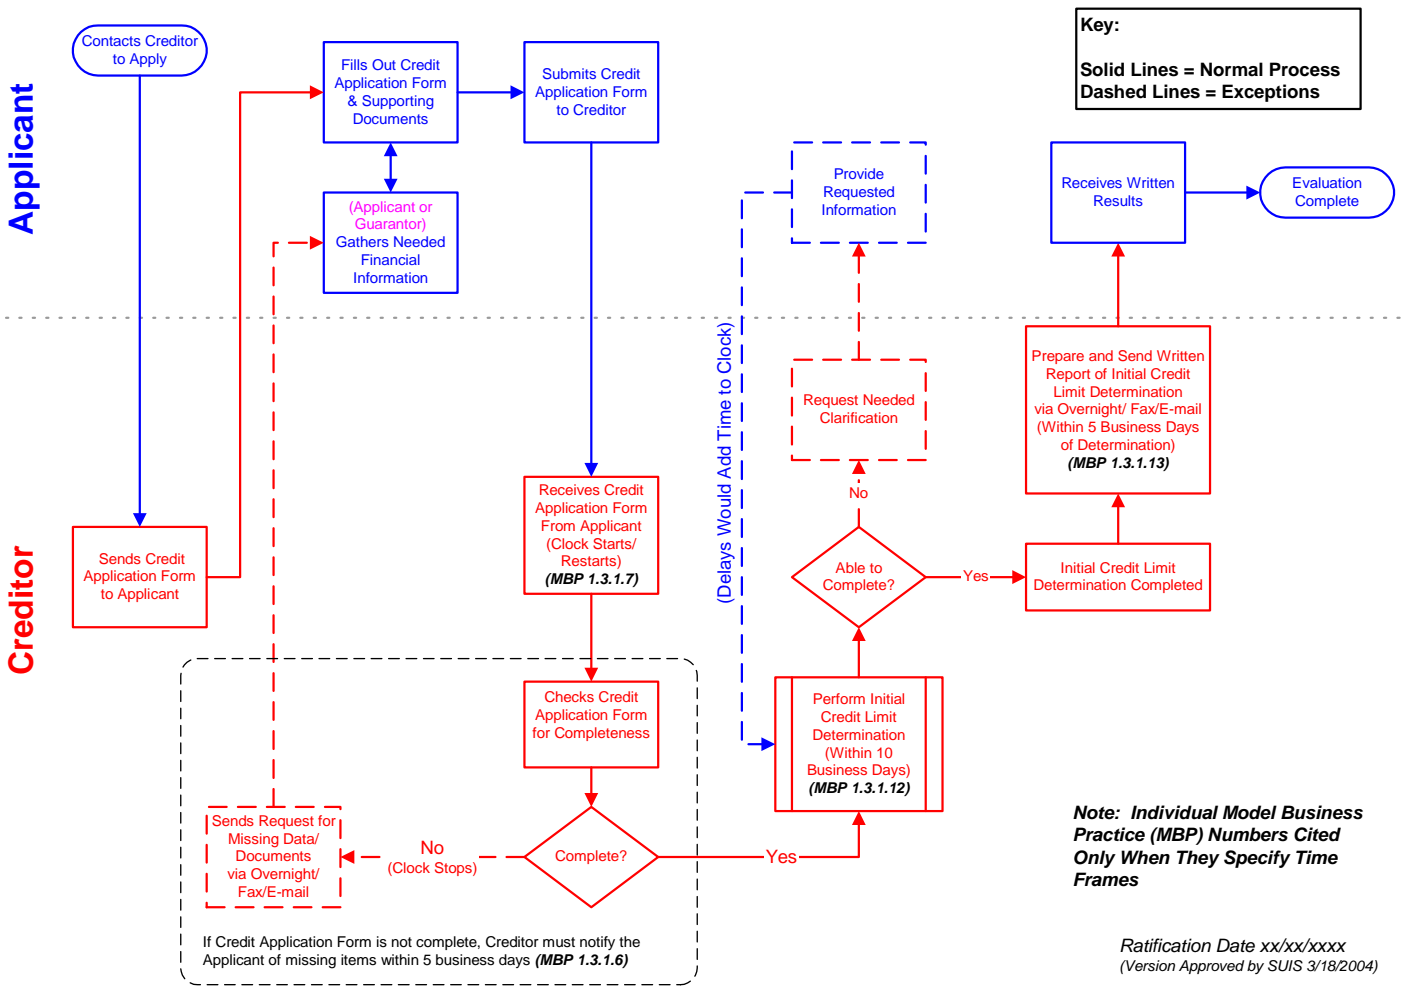 Applicant
Creditor
Contacts Creditor
to Apply
Fills Out Credit
Application Form
& Supporting
Documents
Submits Credit
Application Form
to Creditor
Key:
Solid Lines = Normal Process
Dashed Lines = Exceptions
(Applicant or
Guarantor)
Gathers Needed
Financial
Information
Provide
Requested
Information
Receives Written
Results
Evaluation
Complete
(Delays Would Add Time to Clock)
Request Needed
Clarification
Prepare and Send Written
Report of Initial Credit
Limit Determination
via Overnight/ Fax/E-mail
(Within 5 Business Days
of Determination)
(MBP 1.3.1.13)
Sends Credit
Application Form
to Applicant
Receives Credit
Application Form
From Applicant
(Clock Starts/
Restarts)
(MBP 1.3.1.7)
No
Able to
Complete?
Yes
Initial Credit Limit
Determination Completed
Checks Credit
Application Form
for Completeness
Perform Initial
Credit Limit
Determination
(Within 10
Business Days)
(MBP 1.3.1.12)
Sends Request for
Missing Data/
Documents
via Overnight/
Fax/E-mail
No
(Clock Stops)
Complete?
Yes
If Credit Application Form is not complete, Creditor must notify the
Applicant of missing items within 5 business days (MBP 1.3.1.6)
Note: Individual Model Business
Practice (MBP) Numbers Cited
Only When They Specify Time
Frames
Ratification Date xx/xx/xxxx
(Version Approved by SUIS 3/18/2004)